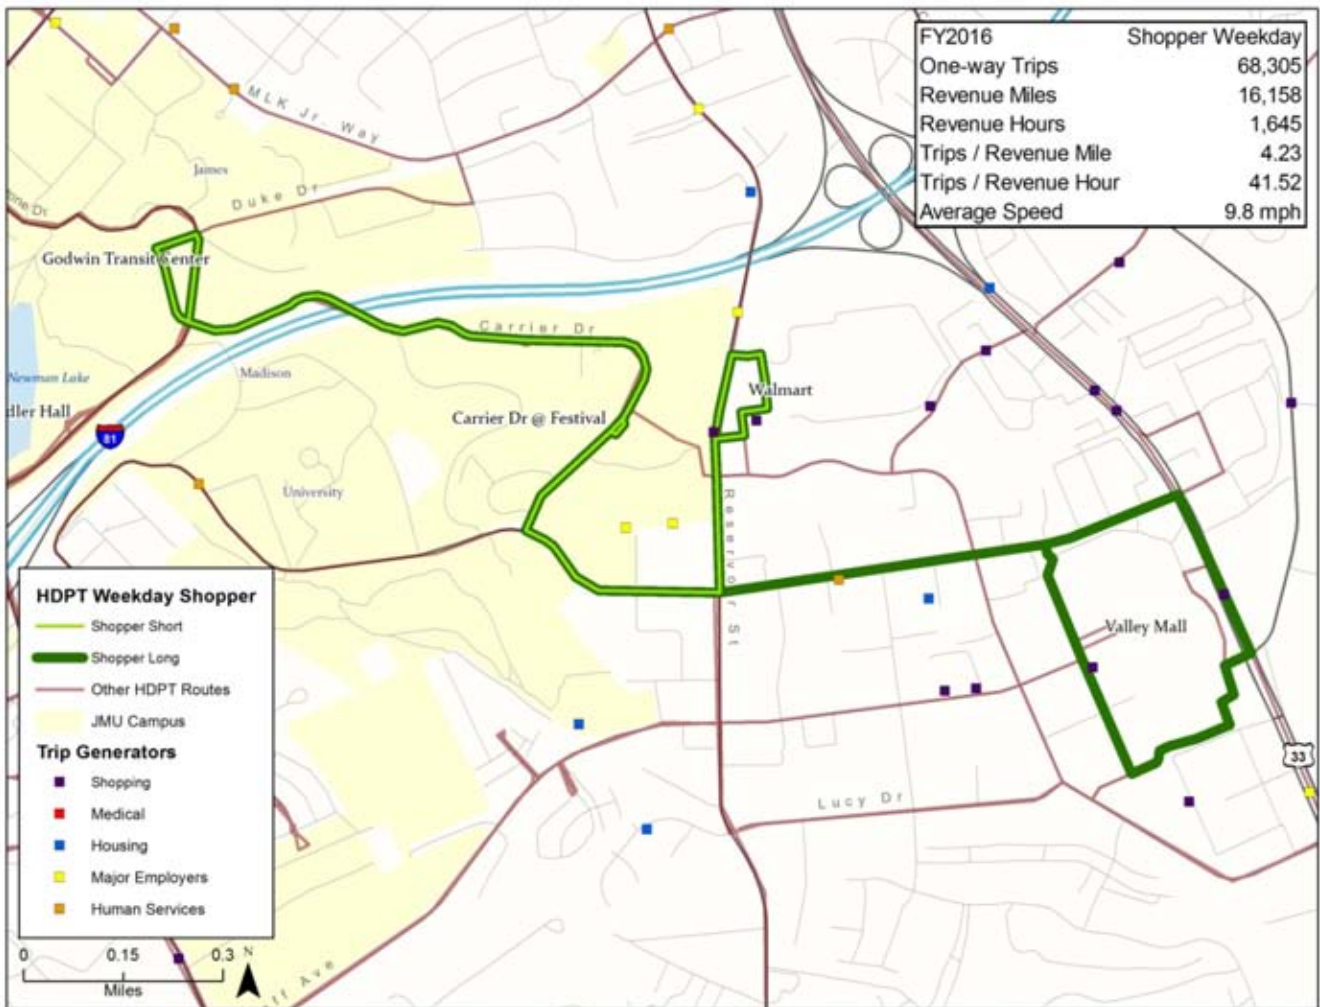 FY2016 Shopper Weekday
One-way Trips 68,305
Revenue Miles 16,158
Revenue Hours 1,645
Trips / Revenue Mile 4.23
Trips / Revenue Hour 41.52
Average Speed 9.8 mph
MLK Jr. Way
James
Duke Dr
Dr
Godwin Transit Center
Carrier Dr
Newman Lake
Madison
Walmart
Hall
Carrier Dr @ Festival
81
University
Reservoir St
Valley Mall
HDPT Weekday Shopper
Shopper Short
Shopper Long
Other HDPT Routes
JMU Campus
Trip Generators
Shopping
Medical
Housing
Major Employers
Human Services
33
Lucy Dr
Ave
0 0.15 0.3
Miles
N